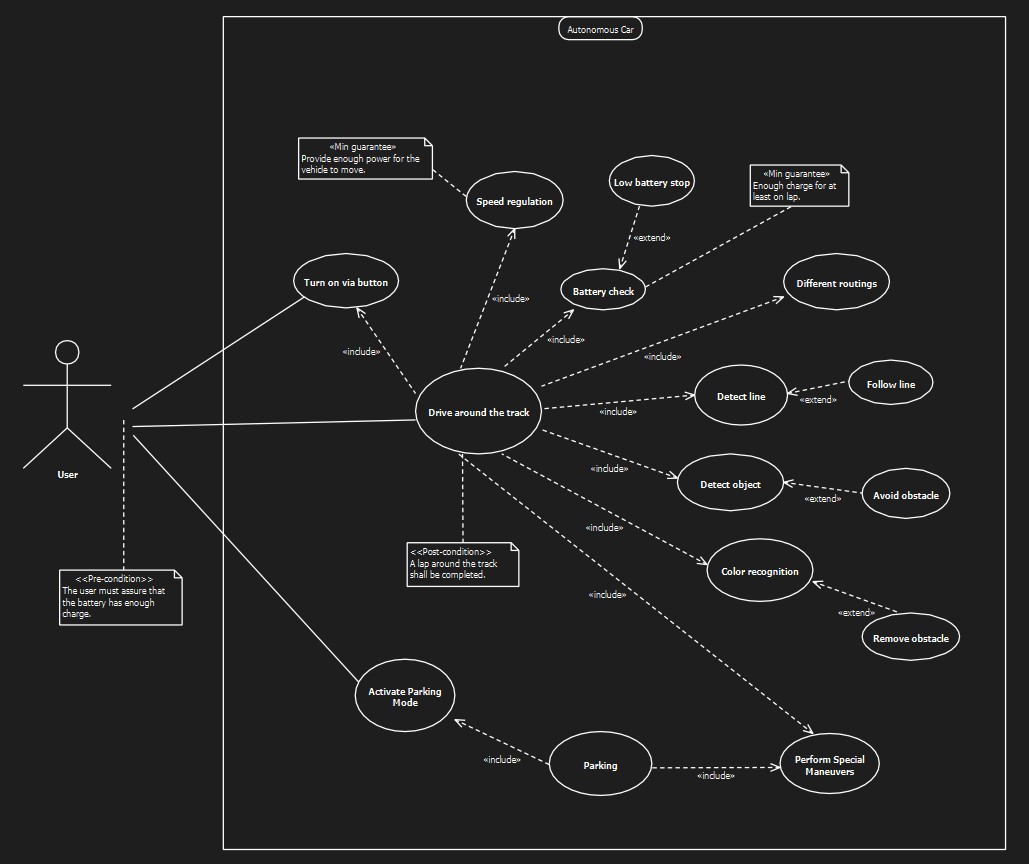 Autonomous Car
«Min guarantee»
Provide enough power for the
vehicle to move.
Low battery stop
«Min guarantee»
Enough charge for at
least on lap.
Speed regulation
«extend»
Turn on via button
Battery check
Different routings
«include»
«include»
«include»
«include»
Follow line
Detect line
«extend»
Drive around the track
«include»
User
«include»
Detect object
Avoid obstacle
«extend»
«include»
<<Post-condition>>
A lap around the track
shall be completed.
Color recognition
<<Pre-condition>>
The user must assure that
the battery has enough
charge.
«include»
«extend»
Remove obstacle
Activate Parking
Mode
«include»
Parking
Perform Special
Maneuvers
«include»